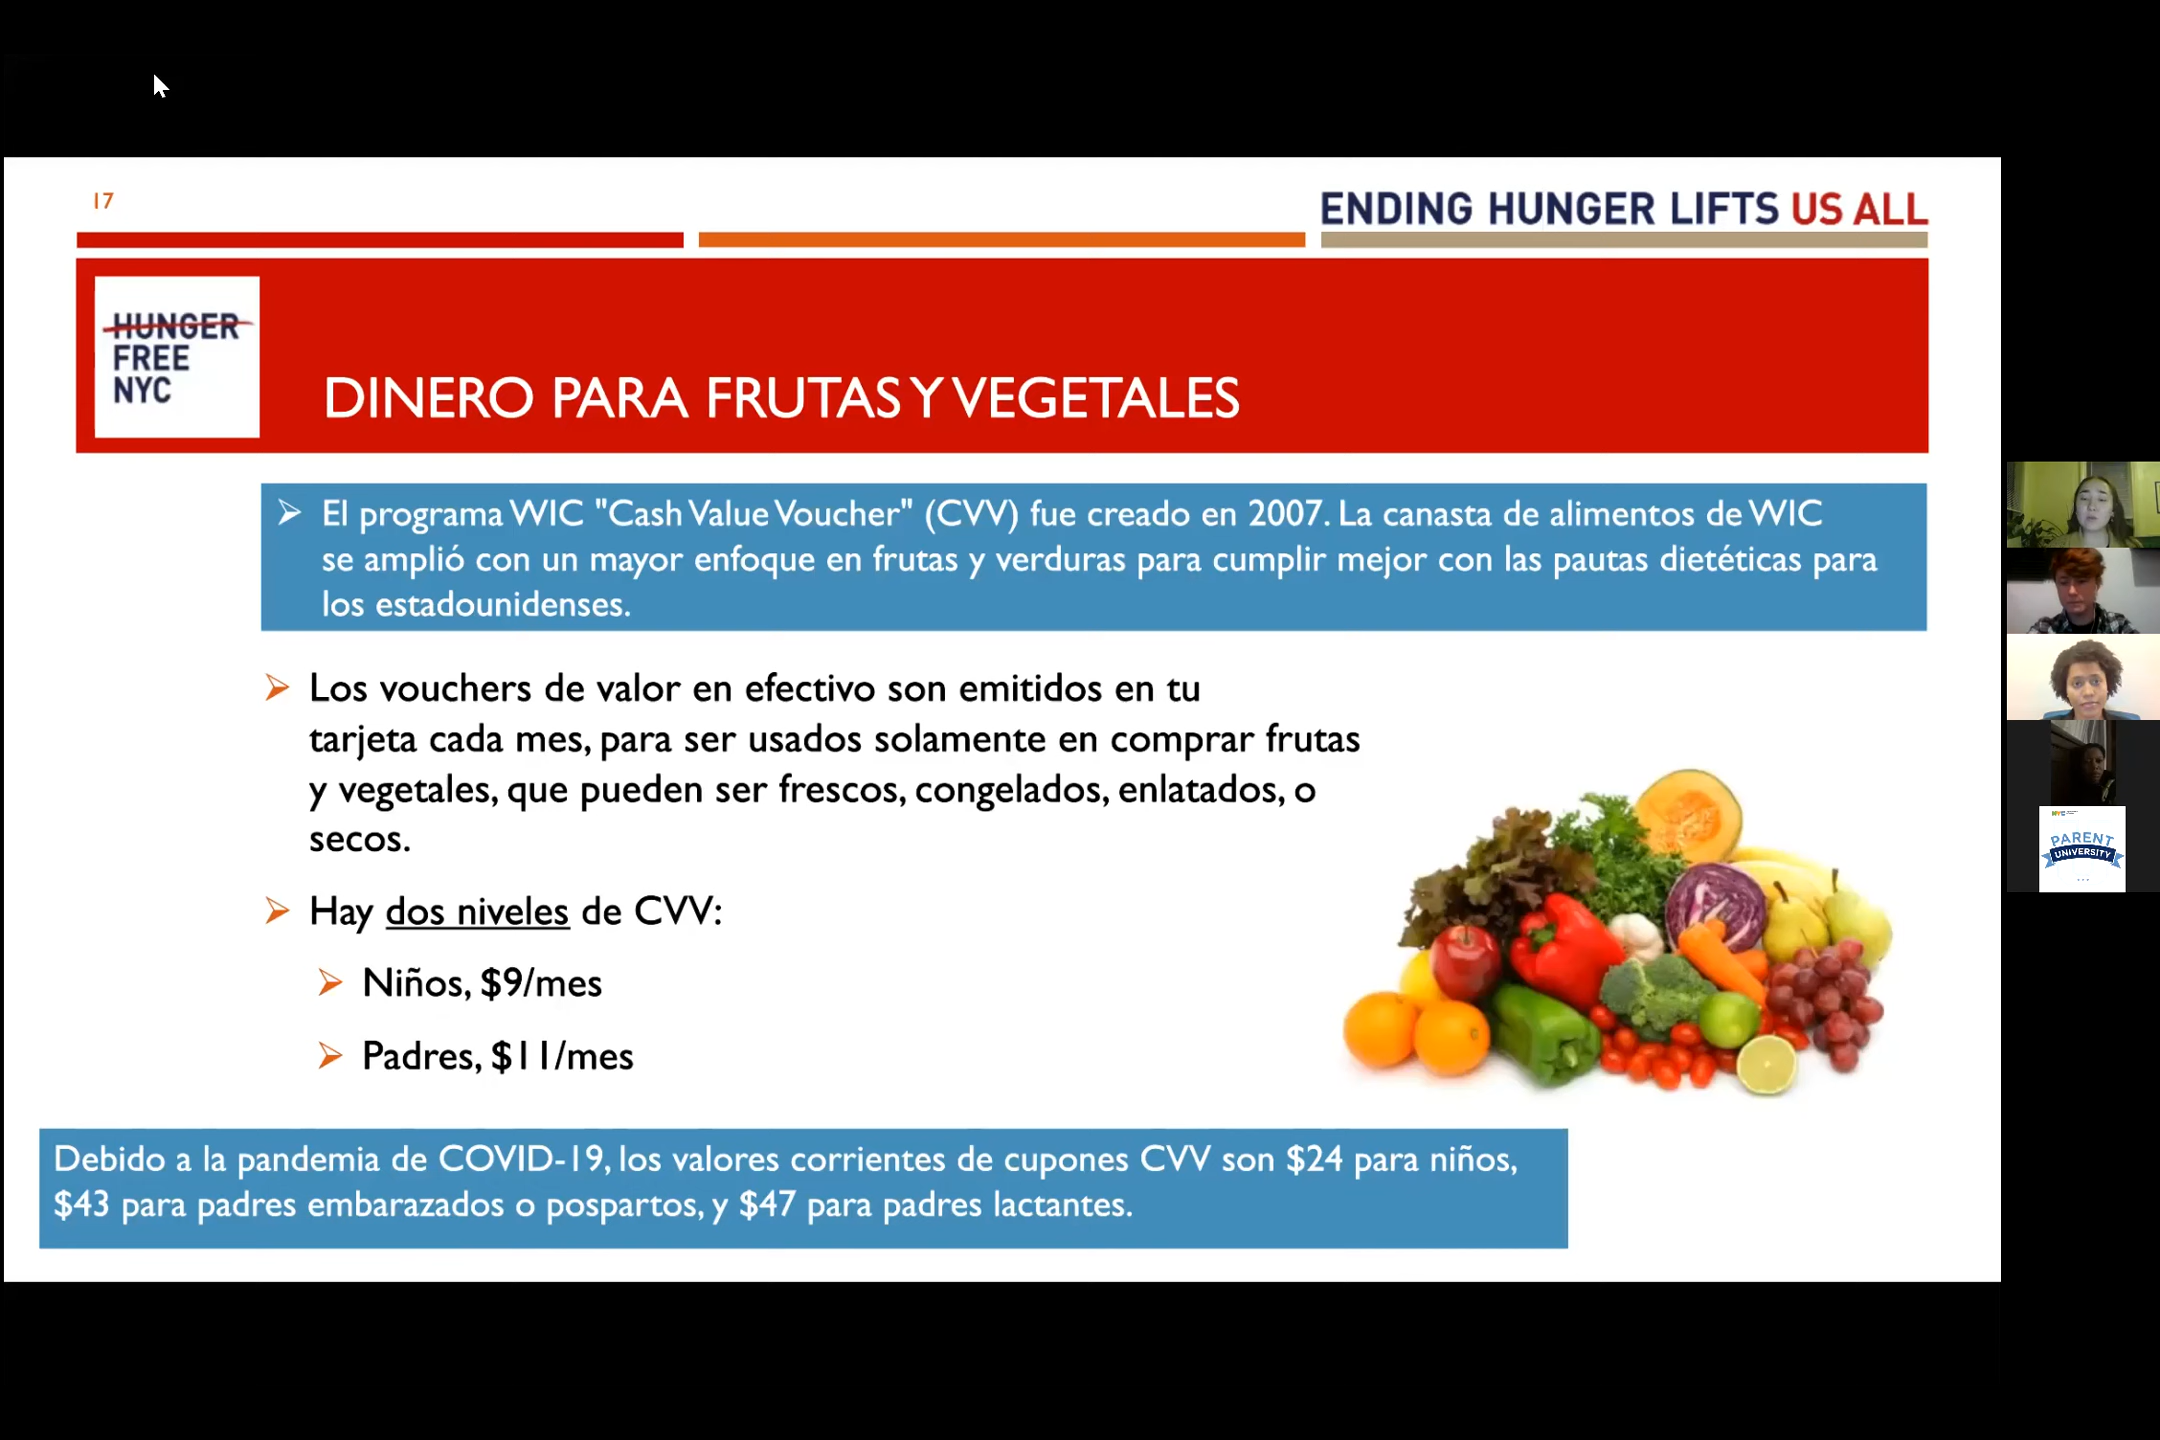 17
ENDING HUNGER LIFTS US ALL
HUNGER
FREE
NYC
DINERO PARA FRUTAS Y VEGETALES
El programa WIC "Cash Value Voucher" (CVV) fue creado en 2007. La canasta de alimentos de WIC
se amplió con un mayor enfoque en frutas y verduras para cumplir mejor con las pautas dietéticas para
los estadounidenses.
Los vouchers de valor en efectivo son emitidos en tu
tarjeta cada mes, para ser usados solamente en comprar frutas
y vegetales, que pueden ser frescos, congelados, enlatados, o
secos.
Hay dos niveles de CVV:
Niños, $9/mes
Padres, $11/mes
Debido a la pandemia de COVID-19, los valores corrientes de cupones CVV son $24 para niños,
$43 para padres embarazados o pospartos, y $47 para padres lactantes.
PARENT
UNIVERSITY